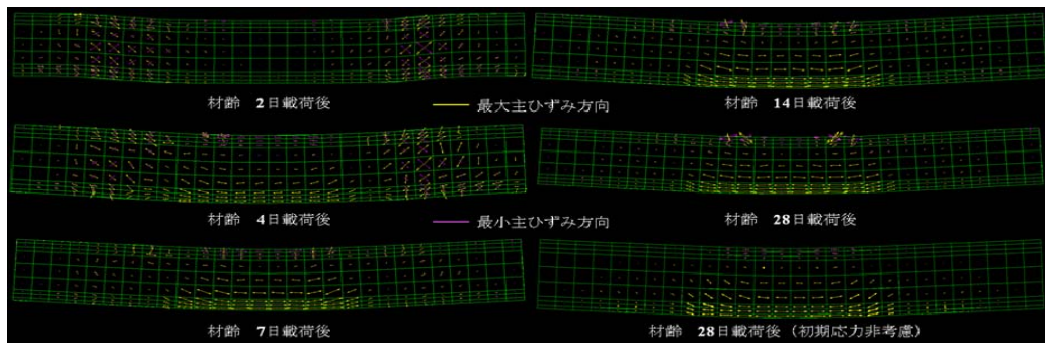 材齢 2日載荷後
最大主ひずみ方向
材齢 14日載荷後
材齢 4日載荷後
最小主ひずみ方向
材齢 28日載荷後
材齢 7日載荷後
材齢 28日載荷後（初期応力非考慮）